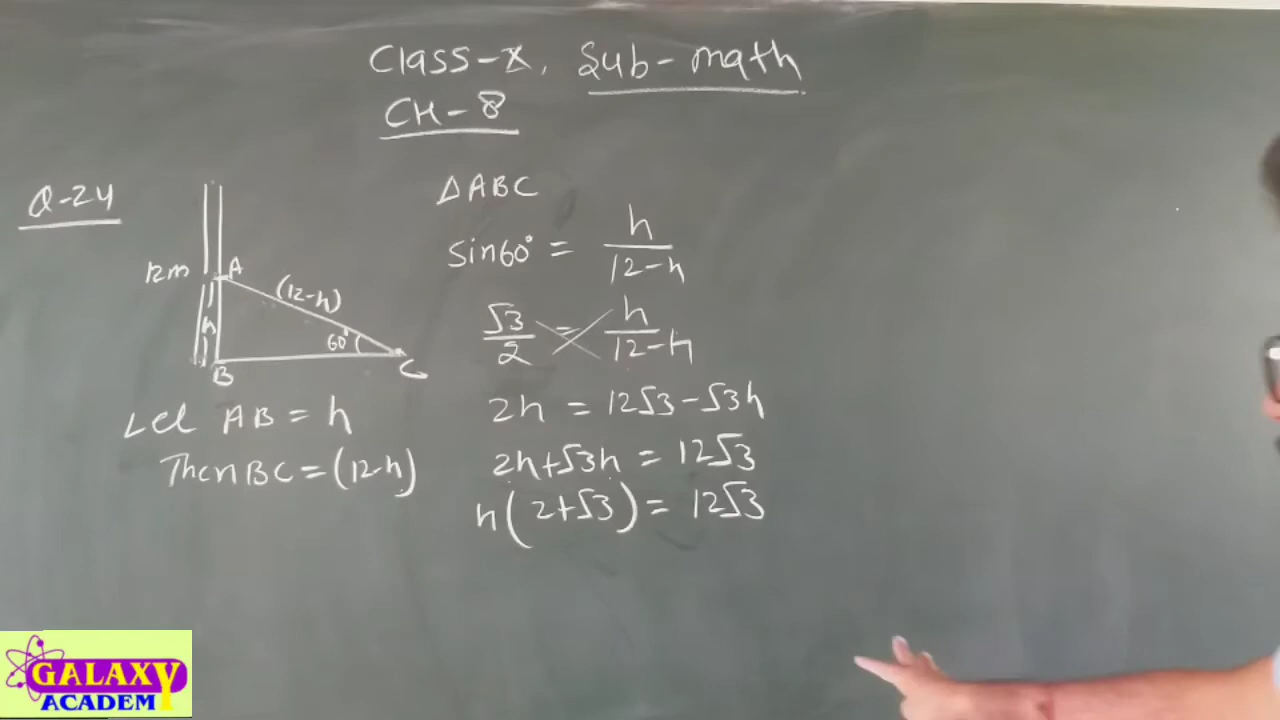 Class-X, Sub-math
CH-8
Q-24
12m
A
(12-h)
h
60°
B
C
Let AB = h
Then BC = (12-h)
ΔABC
sin60° = h/12-h
√3/2 = h/12-h
2h = 12√3-√3h
2h+√3h = 12√3
h(2+√3) = 12√3
GALAXY
ACADEM